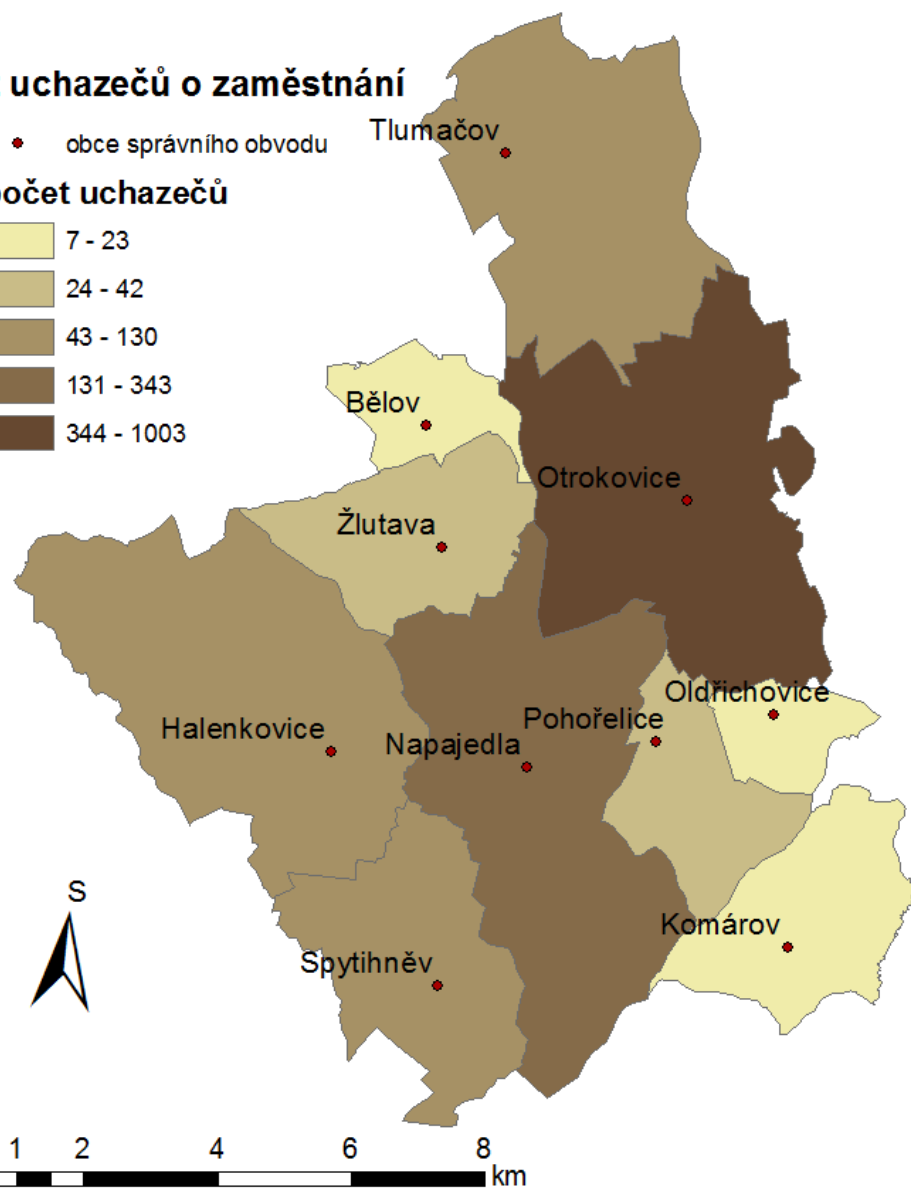 uchazečů o zaměstnání
obce správního obvodu
počet uchazečů
7 - 23
24 - 42
43 - 130
131 - 343
344 - 1003
Tlumačov
Bělov
Otrokovice
Žlutava
Oldřichovice
Pohořelice
Halenkovice
Napajedla
S
Komárov
Spytihněv
1 2 4 6 8
km